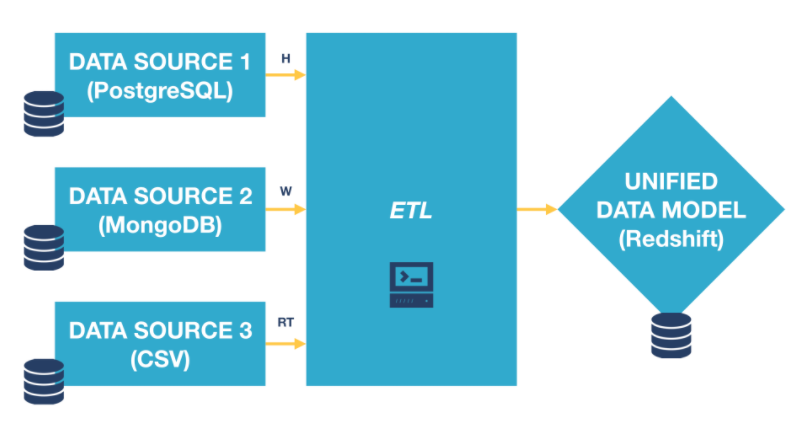 DATA SOURCE 1
(PostgreSQL)
H
DATA SOURCE 2
(MongoDB)
W
DATA SOURCE 3
(CSV)
RT
ETL
UNIFIED
DATA MODEL
(Redshift)